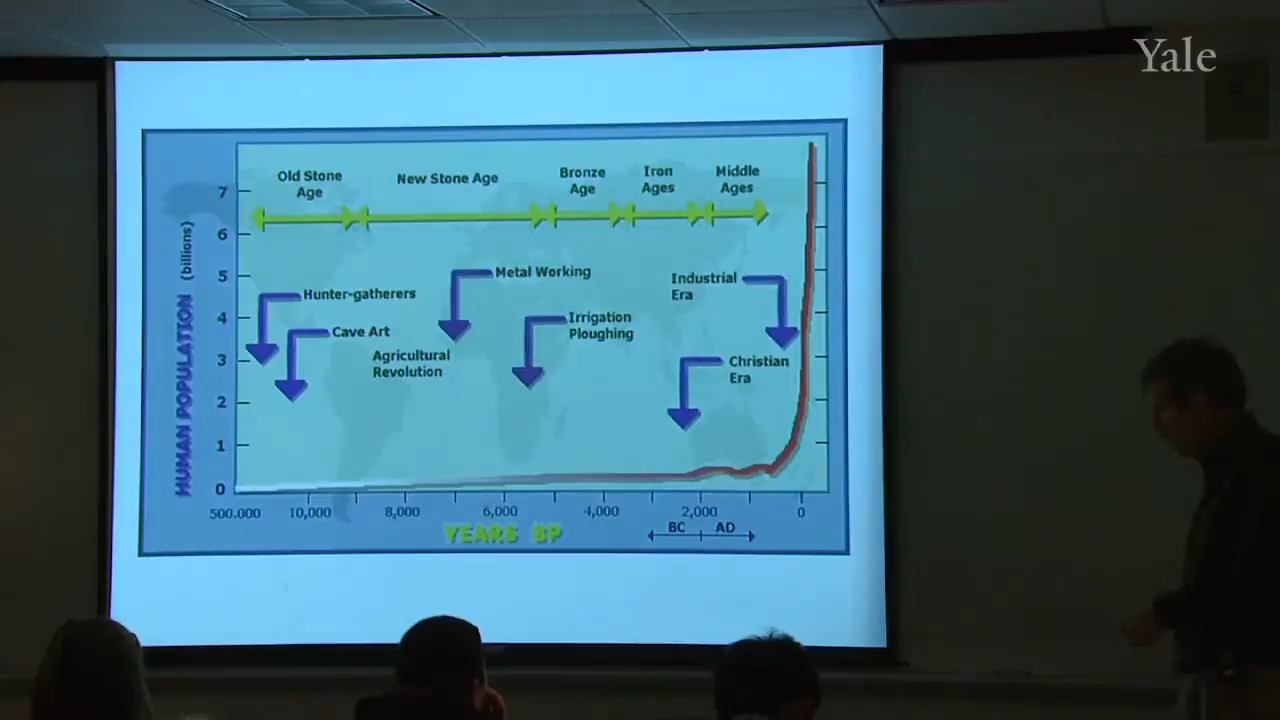 Yale
Old Stone
Age
New Stone Age
Bronze
Age
Iron
Ages
Middle
Ages
7
6
5
4
3
2
1
0
HUMAN POPULATION (billions)
Metal Working
Industrial
Era
Hunter-gatherers
Irrigation
Ploughing
Cave Art
Agricultural
Revolution
Christian
Era
500.000 10,000 8,000 6,000 4,000 2,000 0
BC AD
YEARS BP